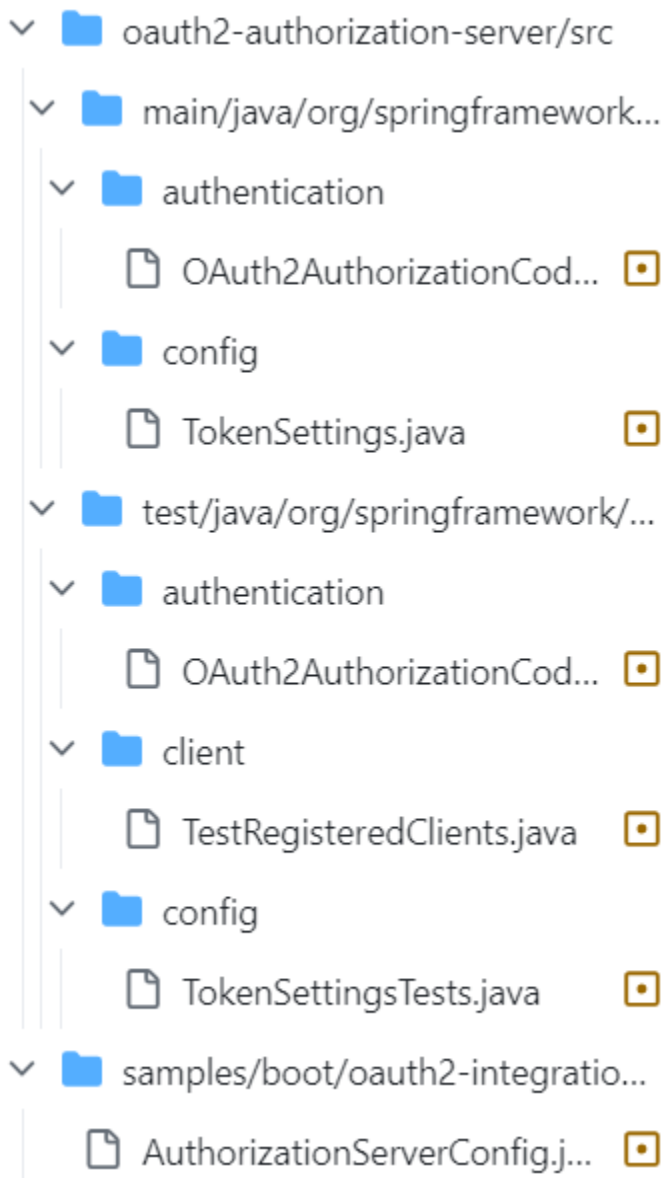 oauth2-authorization-server/src
main/java/org/springframework...
authentication
OAuth2AuthorizationCod...
config
TokenSettings.java
test/java/org/springframework/...
authentication
OAuth2AuthorizationCod...
client
TestRegisteredClients.java
config
TokenSettingsTests.java
samples/boot/oauth2-integratio...
AuthorizationServerConfig.j...